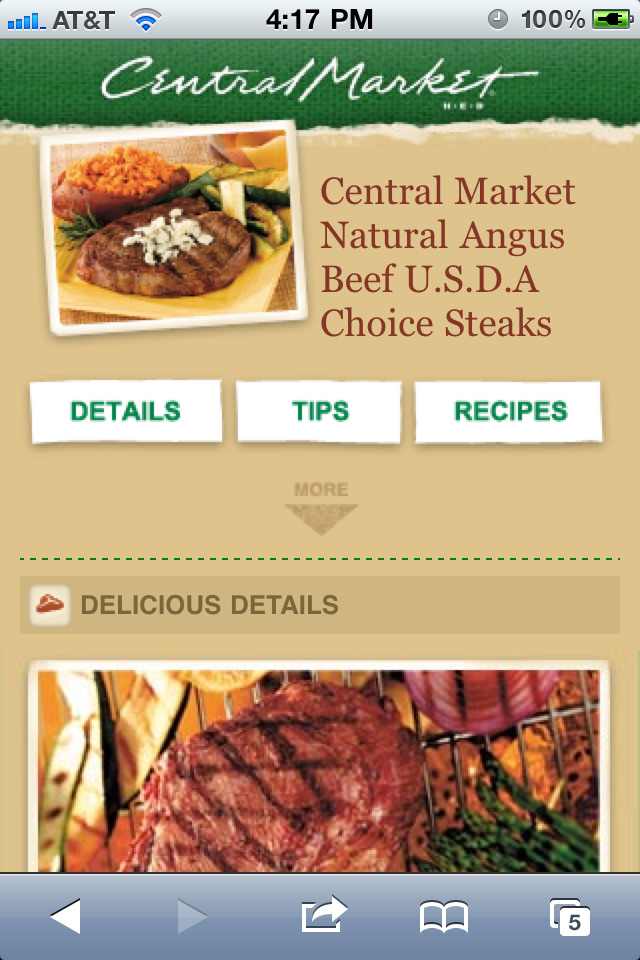 AT&T 4:17 PM 100%
Central Market
H-E-B
Central Market
Natural Angus
Beef U.S.D.A
Choice Steaks
DETAILS TIPS RECIPES
MORE
DELICIOUS DETAILS
5